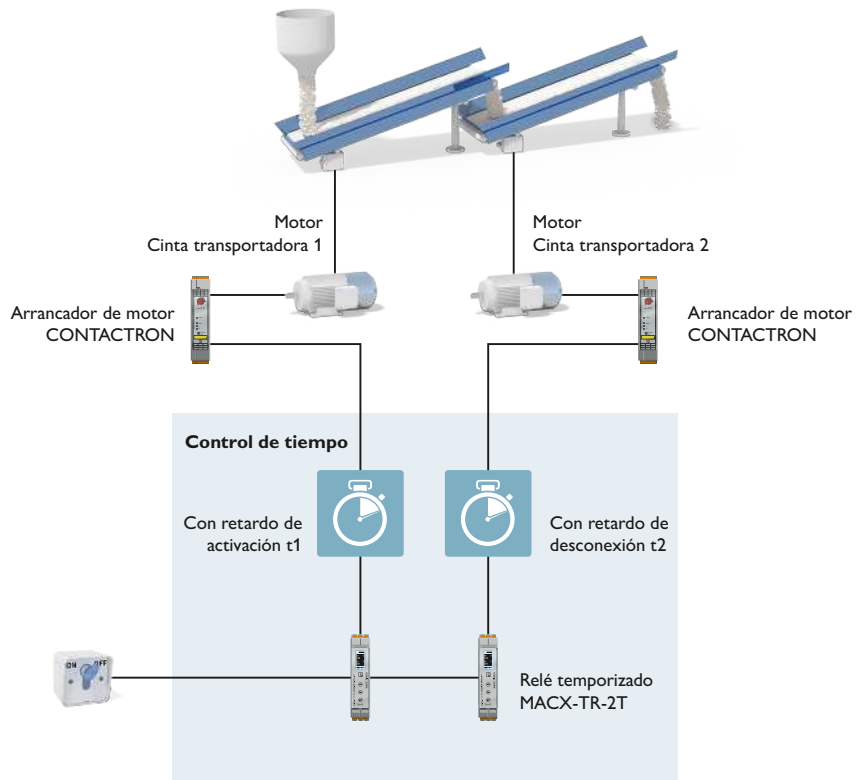 Motor
Cinta transportadora 1
Motor
Cinta transportadora 2
Arrancador de motor
CONTACTRON
Arrancador de motor
CONTACTRON
Control de tiempo
Con retardo de
activación t1
Con retardo de
desconexión t2
ON OFF
Relé temporizado
MACX-TR-2T